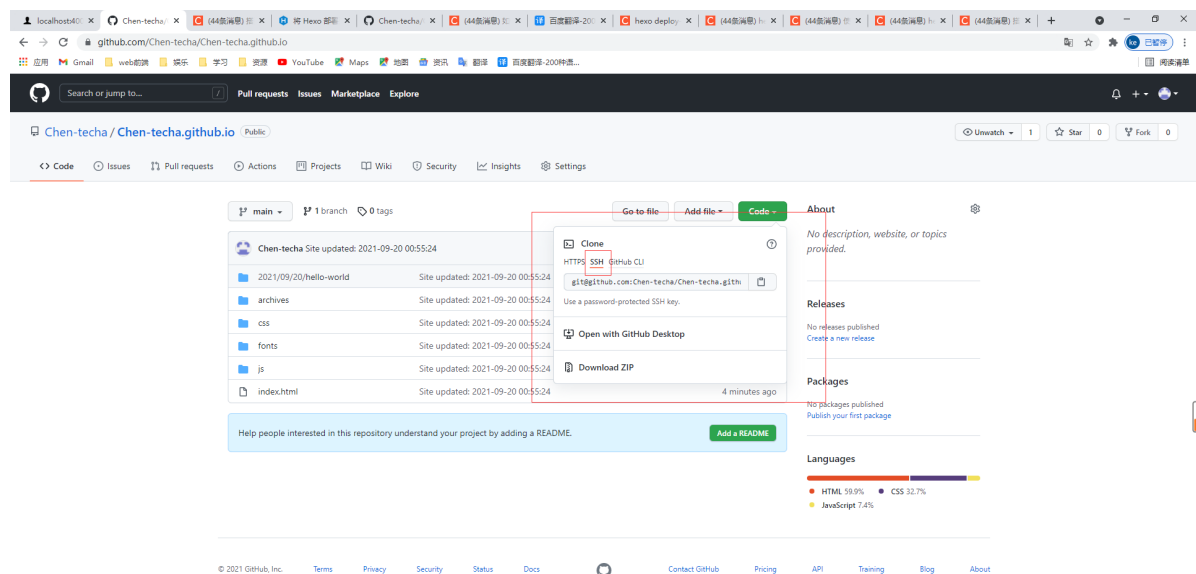 localhost:400
Chen-techa/
(44条消息) 技
将 Hexo 部署
Chen-techa/
(44条消息) 如
百度翻译-200
hexo deploy
(44条消息) he
(44条消息) 使
(44条消息) he
(44条消息) 技
github.com/Chen-techa/Chen-techa.github.io
ke 已暂停
应用 Gmail web前端 娱乐 学习 资源 YouTube Maps 地图 资讯 翻译 百度翻译-200种语... 阅读清单
Search or jump to... / Pull requests Issues Marketplace Explore
Chen-techa / Chen-techa.github.io Public
Unwatch 1 Star 0 Fork 0
Code Issues Pull requests Actions Projects Wiki Security Insights Settings
main 1 branch 0 tags Go to file Add file Code
Chen-techa Site updated: 2021-09-20 00:55:24
2021/09/20/hello-world Site updated: 2021-09-20 00:55:24
archives Site updated: 2021-09-20 00:55:24
css Site updated: 2021-09-20 00:55:24
fonts Site updated: 2021-09-20 00:55:24
js Site updated: 2021-09-20 00:55:24
index.html Site updated: 2021-09-20 00:55:24 4 minutes ago
Clone
HTTPS SSH GitHub CLI
git@github.com:Chen-techa/Chen-techa.gith
Use a password-protected SSH key.
Open with GitHub Desktop
Download ZIP
Help people interested in this repository understand your project by adding a README. Add a README
About
No description, website, or topics
provided.
Releases
No releases published
Create a new release
Packages
No packages published
Publish your first package
Languages
HTML 59.9% CSS 32.7%
JavaScript 7.4%
© 2021 GitHub, Inc. Terms Privacy Security Status Docs Contact GitHub Pricing API Training Blog About